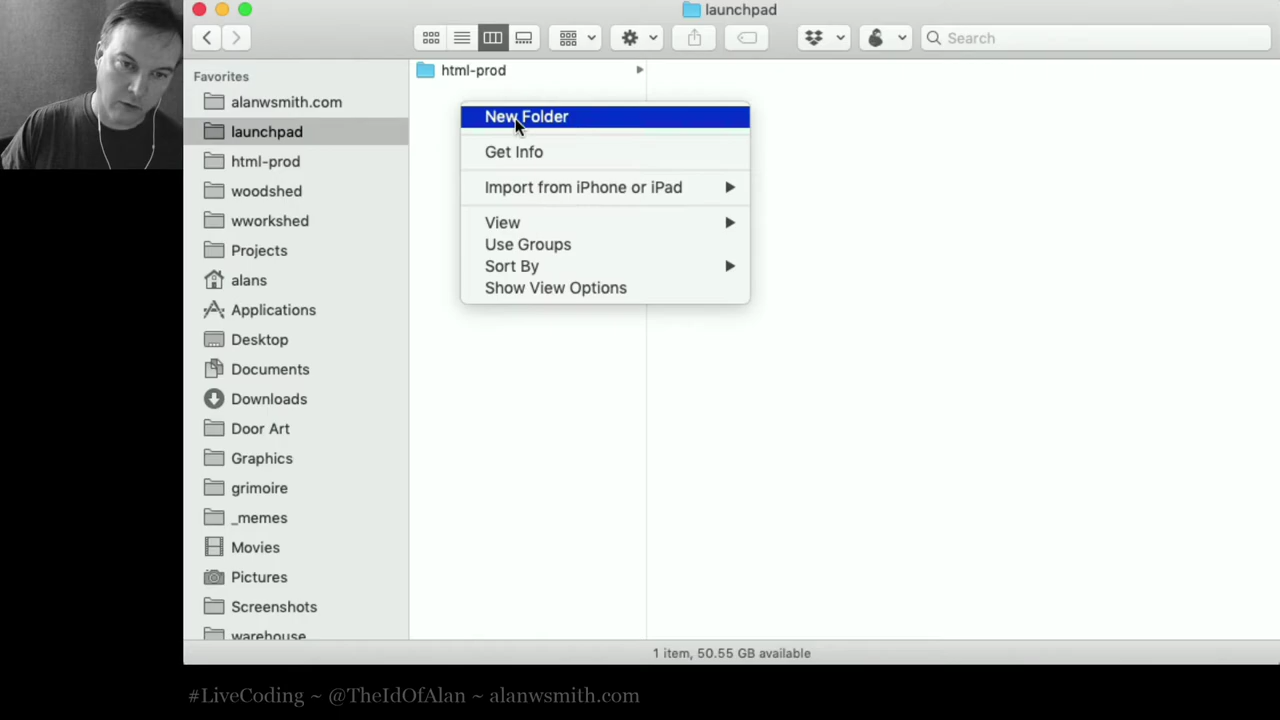 launchpad
Search
Favorites
alanwsmith.com
launchpad
html-prod
woodshed
wworkshed
Projects
alans
Applications
Desktop
Documents
Downloads
Door Art
Graphics
grimoire
_memes
Movies
Pictures
Screenshots
warehouse
html-prod
New Folder
Get Info
Import from iPhone or iPad
View
Use Groups
Sort By
Show View Options
1 item, 50.55 GB available
#LiveCoding ~ @TheIdOfAlan ~ alanwsmith.com